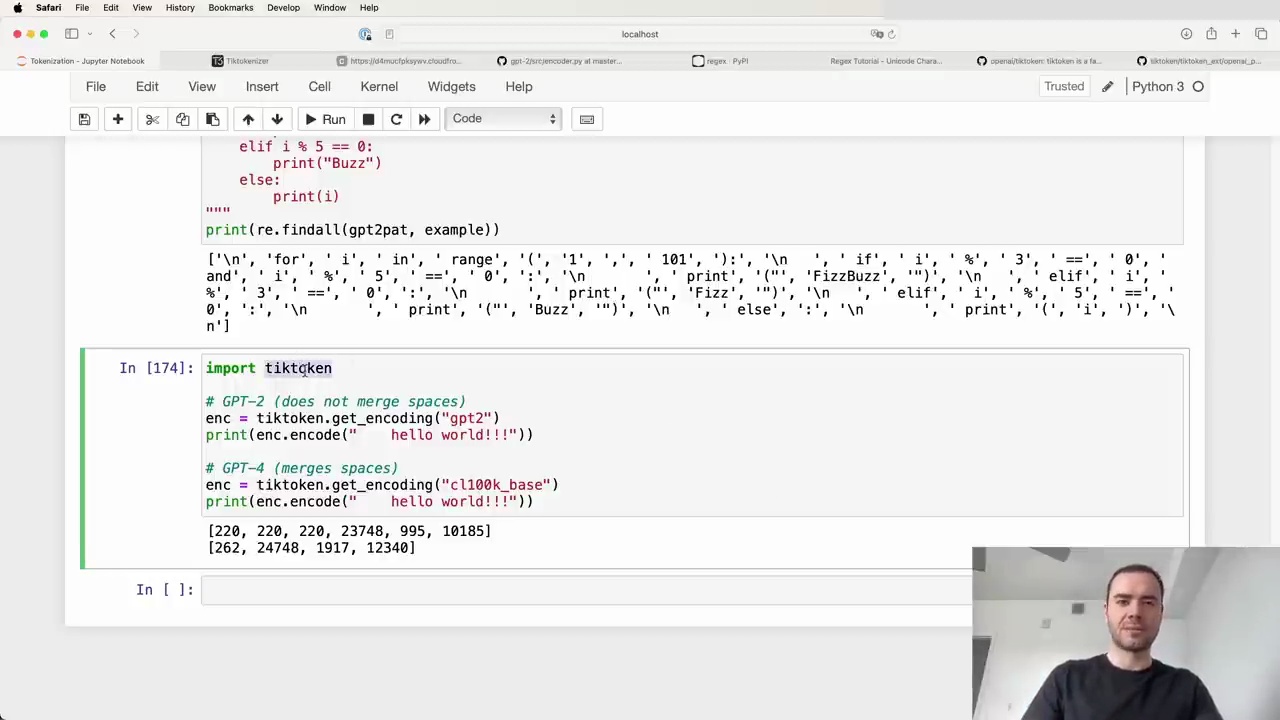 Safari File Edit View History Bookmarks Develop Window Help
localhost
Tokenization - Jupyter Notebook
Tiktokenizer
https://d4mucfpksywv.cloudfro...
gpt-2/src/encoder.py at master...
regex · PyPI
Regex Tutorial - Unicode Chara...
openai/tiktoken: tiktoken is a fa...
tiktoken/tiktoken_ext/openai_p...
File Edit View Insert Cell Kernel Widgets Help
Trusted
Python 3
Run
Code
elif i % 5 == 0:
print("Buzz")
else:
print(i)
"""
print(re.findall(gpt2pat, example))
['\n', 'for', ' i', ' in', ' range', '(', '1', ',', ' 101', '):', '\n   ', ' if', ' i', ' %', ' 3', ' ==', ' 0', '
and', ' i', ' %', ' 5', ' ==', ' 0', ':', '\n       ', ' print', '("', 'FizzBuzz', '")', '\n   ', ' elif', ' i', '
%', ' 3', ' ==', ' 0', ':', '\n       ', ' print', '("', 'Fizz', '")', '\n   ', ' elif', ' i', ' %', ' 5', ' ==', '
0', ':', '\n       ', ' print', '("', 'Buzz', '")', '\n   ', ' else', ':', '\n       ', ' print', '(', 'i', ')', '\
n']
In [174]:
import tiktoken
# GPT-2 (does not merge spaces)
enc = tiktoken.get_encoding("gpt2")
print(enc.encode("    hello world!!!"))
# GPT-4 (merges spaces)
enc = tiktoken.get_encoding("cl100k_base")
print(enc.encode("    hello world!!!"))
[220, 220, 220, 23748, 995, 10185]
[262, 24748, 1917, 12340]
In [ ]: